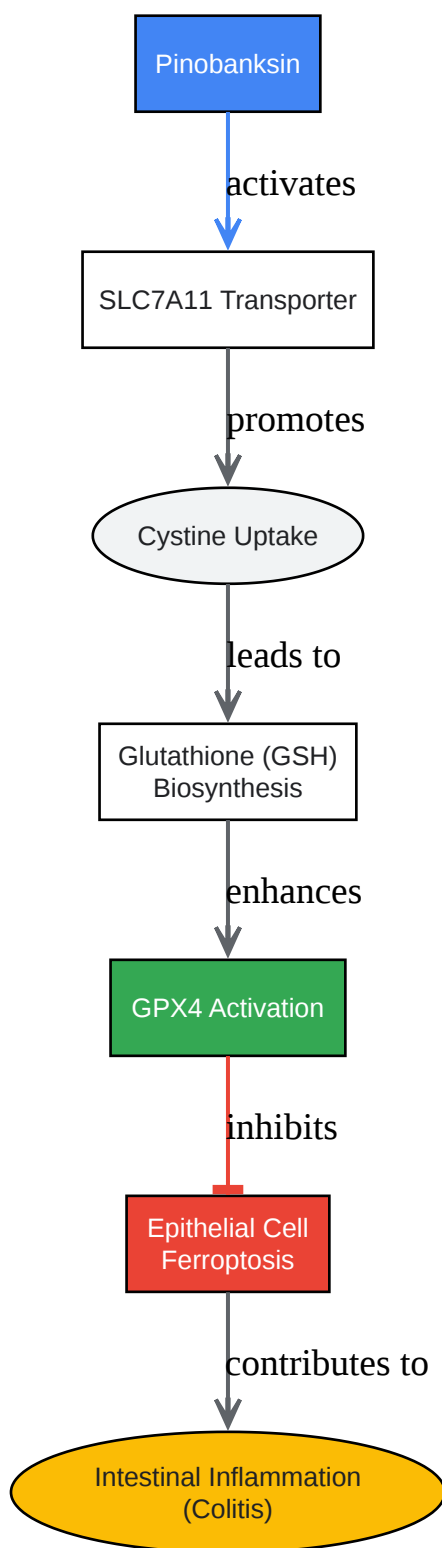 Pinobanksin
activates
SLC7A11 Transporter
promotes
Cystine Uptake
leads to
Glutathione (GSH)
Biosynthesis
enhances
GPX4 Activation
inhibits
Epithelial Cell
Ferroptosis
contributes to
Intestinal Inflammation
(Colitis)